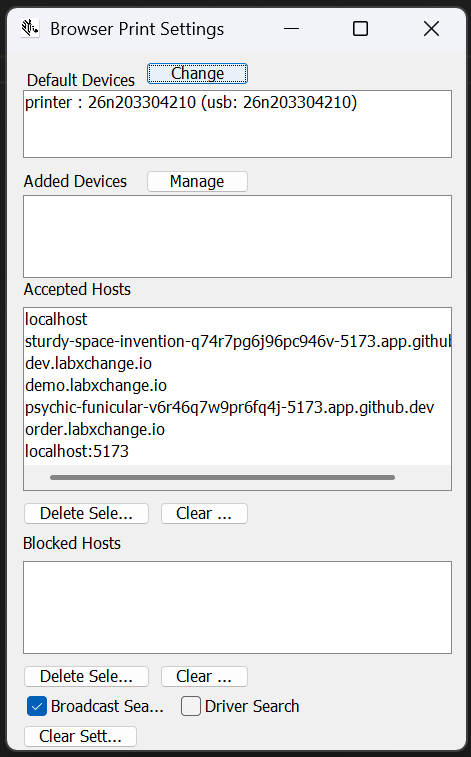 Browser Print Settings
Default Devices
Change
printer : 26n203304210 (usb: 26n203304210)
Added Devices
Manage
Accepted Hosts
localhost
sturdy-space-invention-q74r7pg6j96pc946v-5173.app.github
dev.labxchange.io
demo.labxchange.io
psychic-funicular-v6r46q7w9pr6fq4j-5173.app.github.dev
order.labxchange.io
localhost:5173
Delete Sele...
Clear ...
Blocked Hosts
Delete Sele...
Clear ...
Broadcast Sea...
Driver Search
Clear Sett...